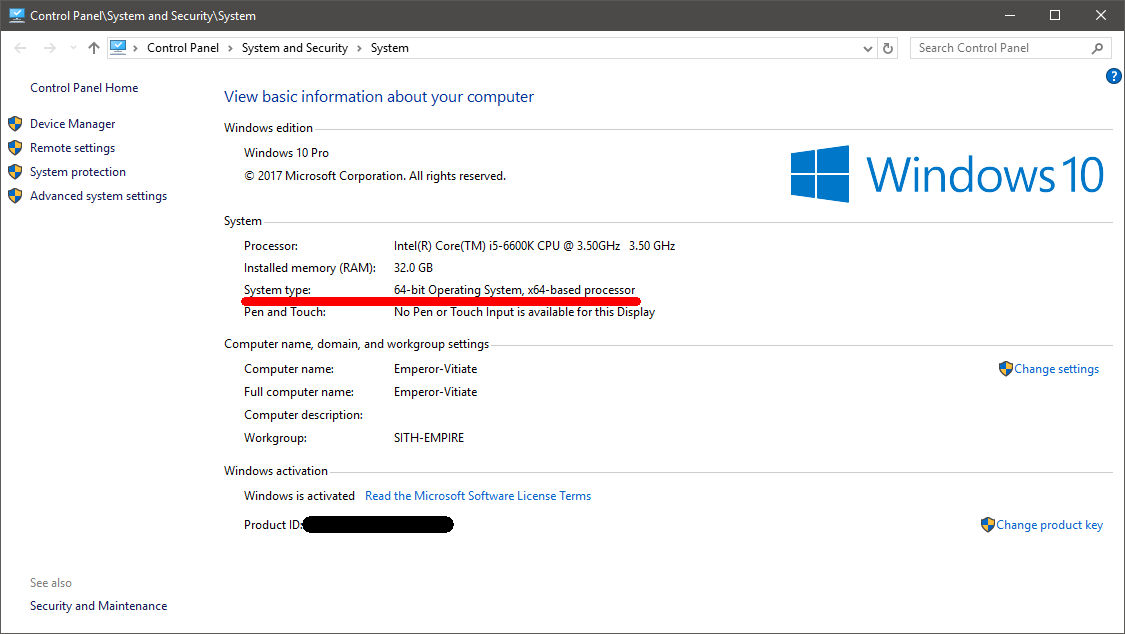 Control Panel\System and Security\System
Control Panel › System and Security › System
Search Control Panel
?
Control Panel Home
Device Manager
Remote settings
System protection
Advanced system settings
View basic information about your computer
Windows edition
Windows 10 Pro
© 2017 Microsoft Corporation. All rights reserved.
Windows 10
System
Processor: Intel(R) Core(TM) i5-6600K CPU @ 3.50GHz 3.50 GHz
Installed memory (RAM): 32.0 GB
System type: 64-bit Operating System, x64-based processor
Pen and Touch: No Pen or Touch Input is available for this Display
Computer name, domain, and workgroup settings
Computer name: Emperor-Vitiate
Change settings
Full computer name: Emperor-Vitiate
Computer description:
Workgroup: SITH-EMPIRE
Windows activation
Windows is activated Read the Microsoft Software License Terms
Product ID:
Change product key
See also
Security and Maintenance